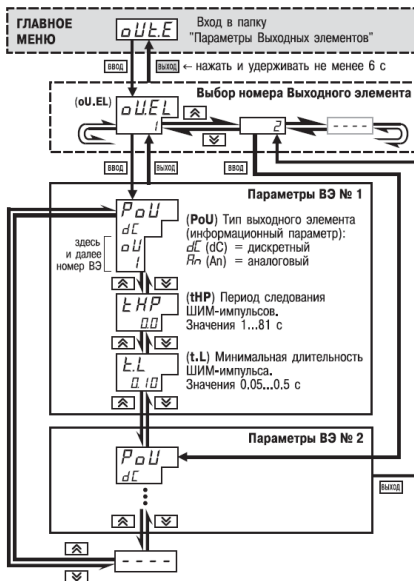 ГЛАВНОЕ
МЕНЮ
oUt.E
Вход в папку
"Параметры Выходных элементов"
ВВОД
ВЫХОД
← нажать и удерживать не менее 6 с
Выбор номера Выходного элемента
(oU.EL)
oU.EL
1
2
- - - -
ВВОД
ВЫХОД
ВВОД
Параметры ВЭ № 1
PoU
dC
oU
1
здесь
и далее
номер ВЭ
(PoU) Тип выходного элемента
(информационный параметр):
dC (dC) = дискретный
An (An) = аналоговый
tHP
0.0
(tHP) Период следования
ШИМ-импульсов.
Значения 1...81 с
t.L
0.10
(t.L) Минимальная длительность
ШИМ-импульса.
Значения 0.05...0.5 с
Параметры ВЭ № 2
PoU
dC
ВЫХОД
- - - -